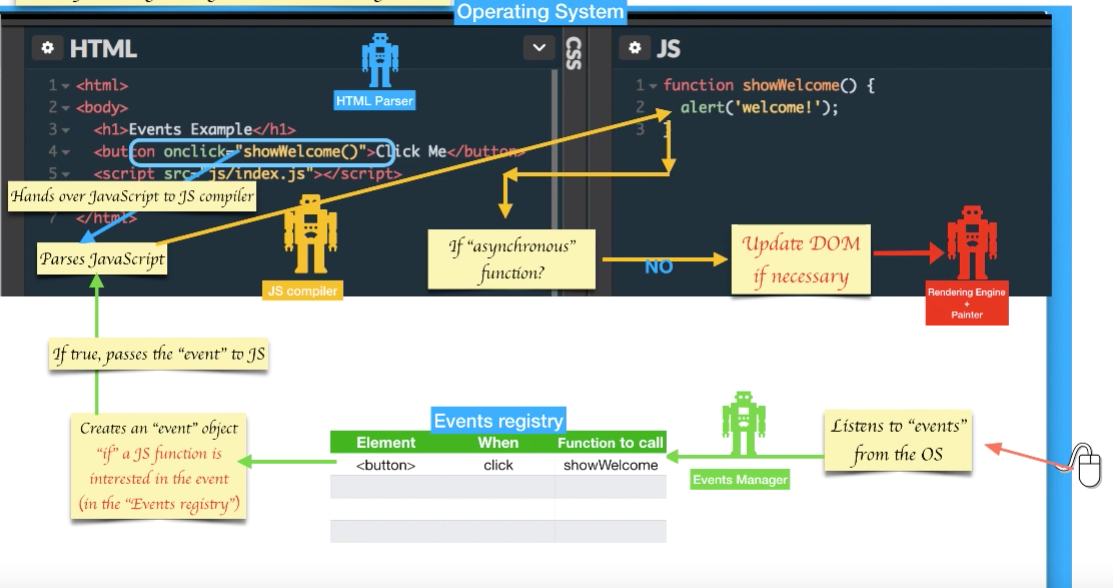 Operating System
HTML
CSS
JS
HTML Parser
1 <html>
2 <body>
3 <h1>Events Example</h1>
4 <button onclick="showWelcome()">Click Me</button>
5 <script src="js/index.js"></script>
7 </html>
1 function showWelcome() {
2 alert('welcome!');
3 }
Hands over JavaScript to JS compiler
Parses JavaScript
JS compiler
If "asynchronous"
function?
NO
Update DOM
if necessary
Rendering Engine
+
Painter
If true, passes the "event" to JS
Creates an "event" object
"if" a JS function is
interested in the event
(in the "Events registry")
Events registry
Element When Function to call
<button> click showWelcome
Events Manager
Listens to "events"
from the OS